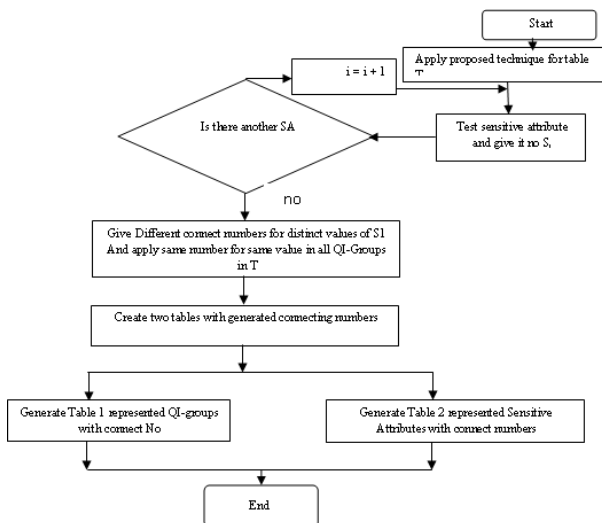 Start
Apply proposed technique for table
T
i = i + 1
Is there another SA
Test sensitive attribute
and give it no Sᵢ
no
Give Different connect numbers for distinct values of S1
And apply same number for same value in all QI-Groups
in T
Create two tables with generated connecting numbers
Generate Table 1 represented QI-groups
with connect No
Generate Table 2 represented Sensitive
Attributes with connect numbers
End